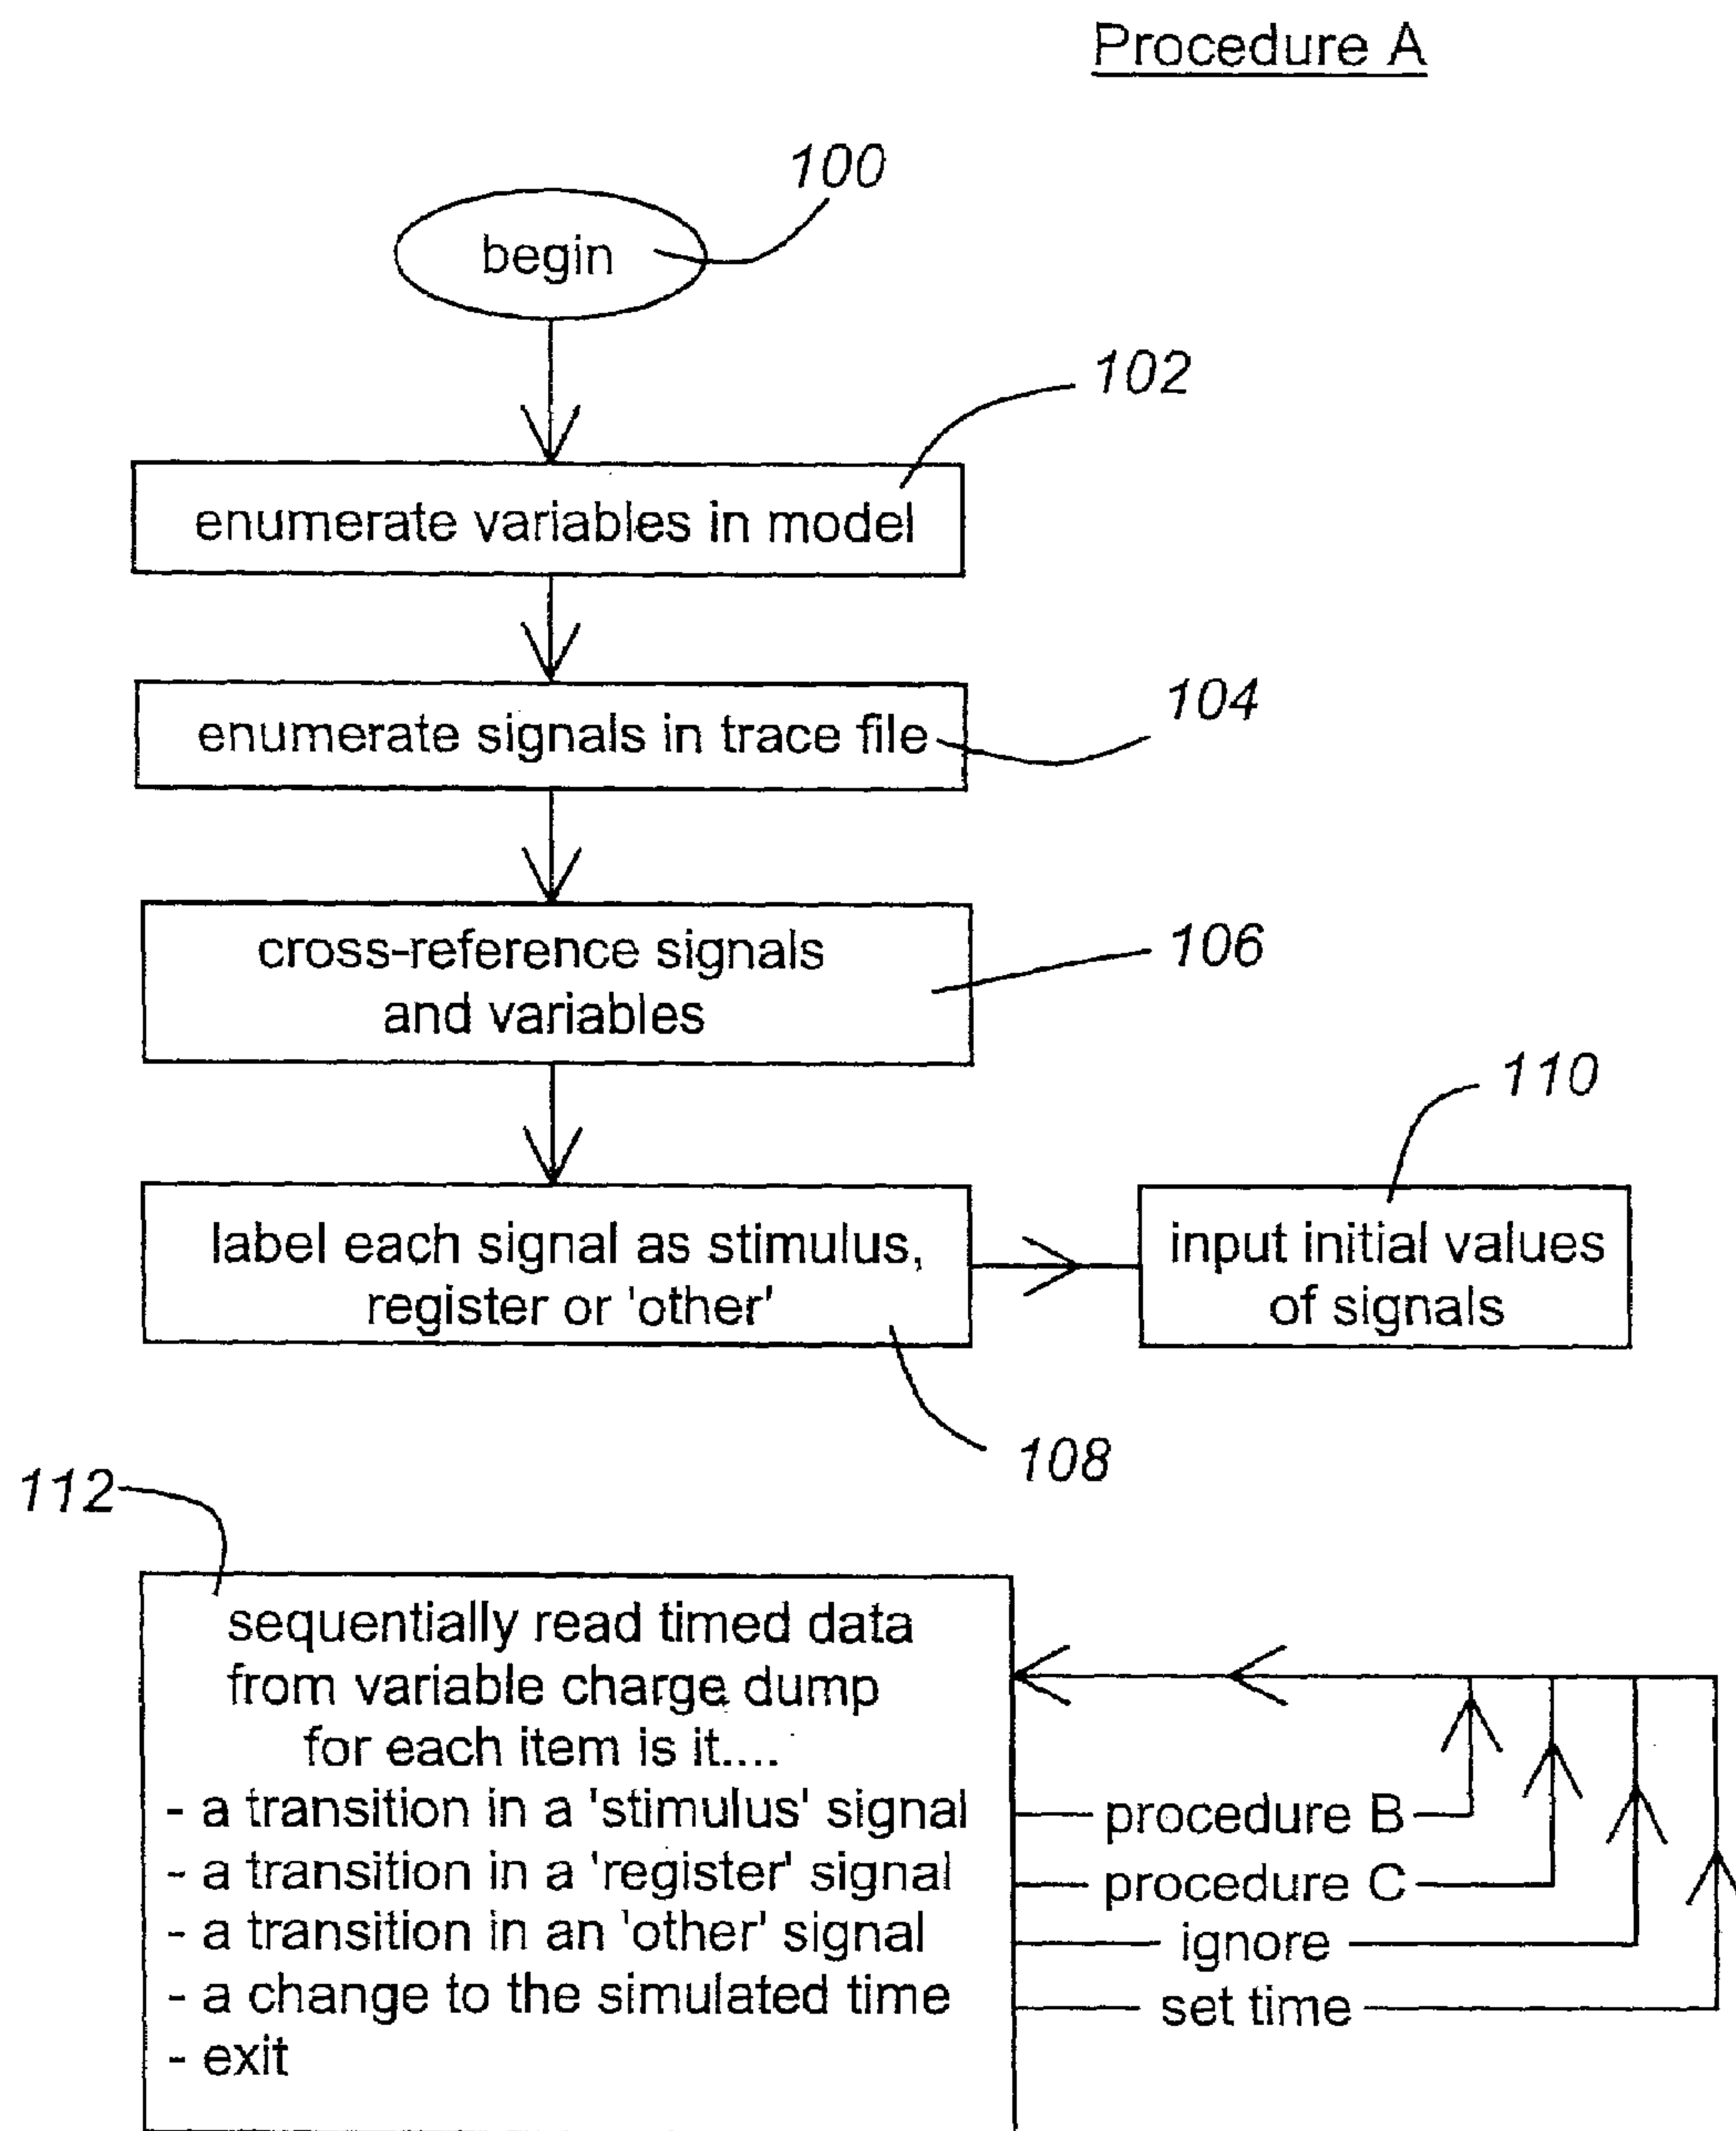 Procedure A
100
begin
102
enumerate variables in model
104
enumerate signals in trace file
106
cross-reference signals
and variables
110
label each signal as stimulus,
register or 'other'
input initial values
of signals
108
112
sequentially read timed data
from variable charge dump
for each item is it....
- a transition in a 'stimulus' signal
procedure B
- a transition in a 'register' signal
procedure C
- a transition in an 'other' signal
ignore
- a change to the simulated time
set time
- exit